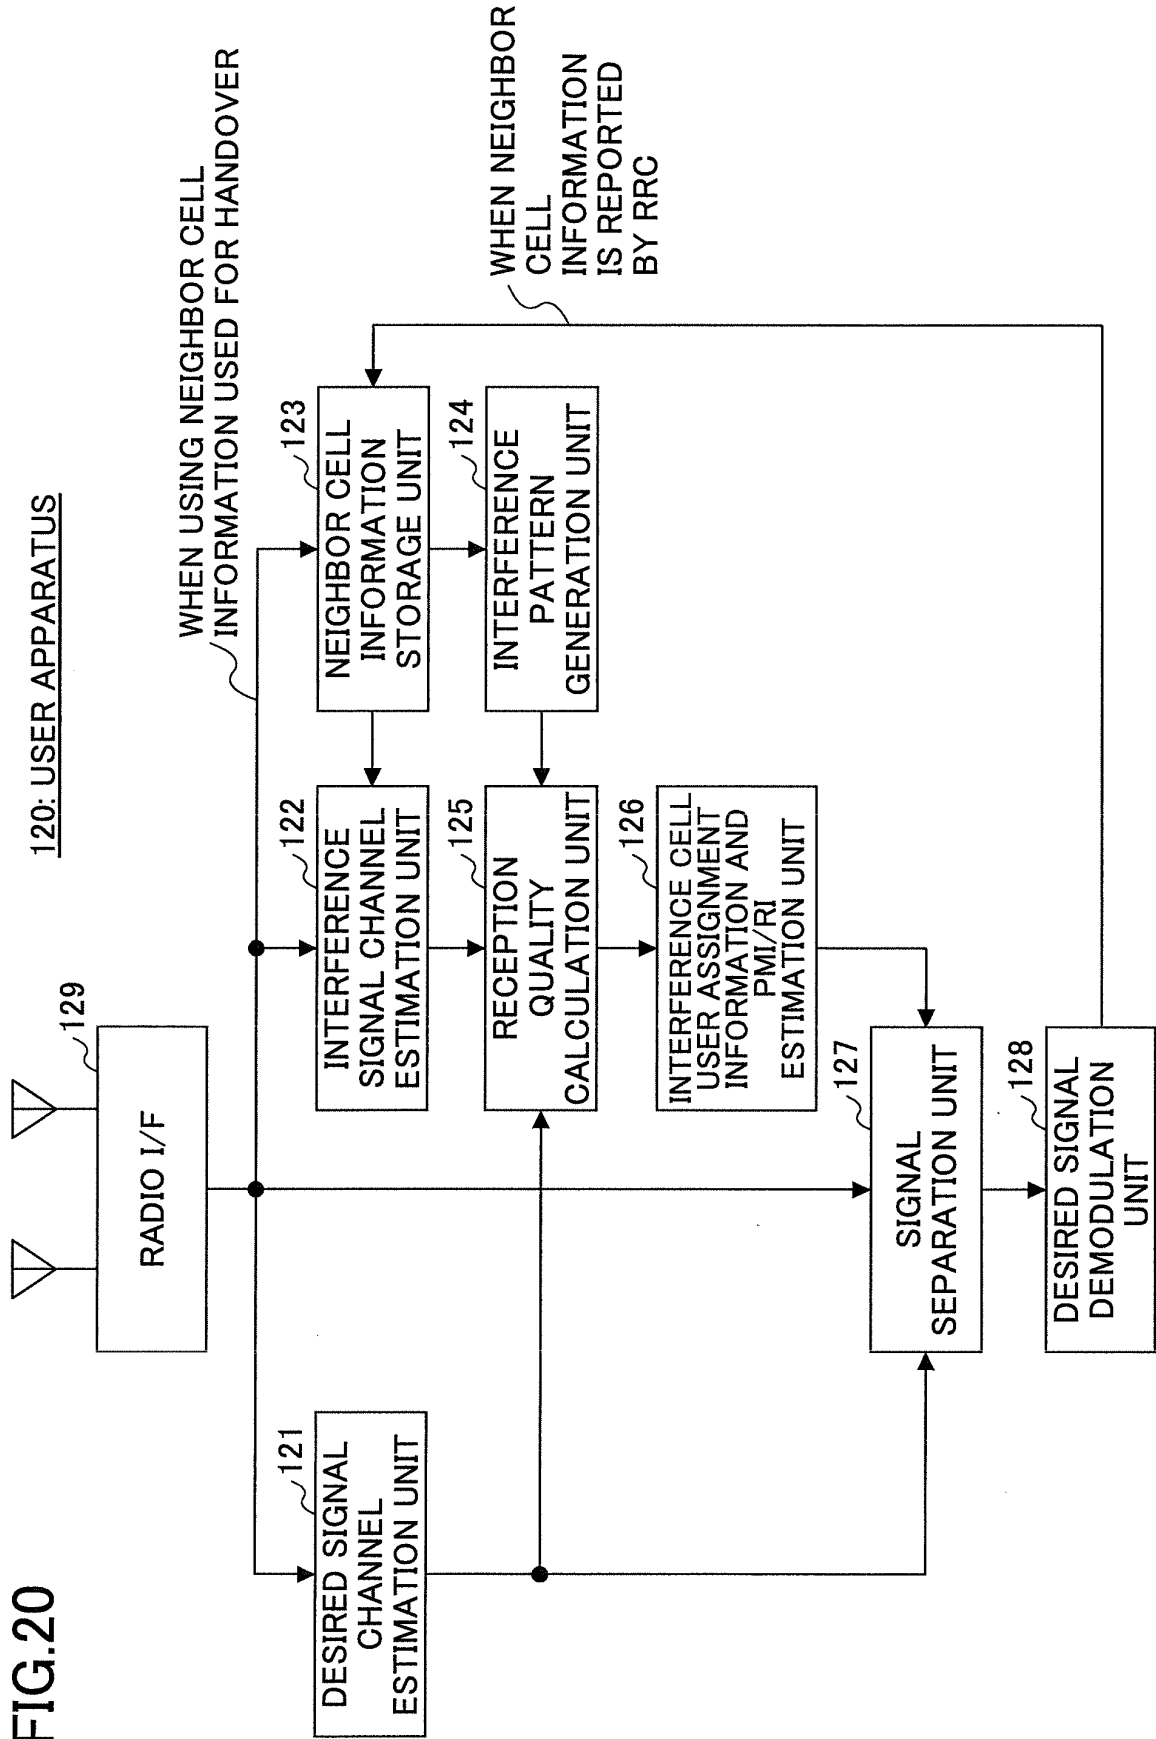 FIG.20
120: USER APPARATUS
129
RADIO I/F
WHEN USING NEIGHBOR CELL
INFORMATION USED FOR HANDOVER
121
DESIRED SIGNAL
CHANNEL
ESTIMATION UNIT
122
INTERFERENCE
SIGNAL CHANNEL
ESTIMATION UNIT
123
NEIGHBOR CELL
INFORMATION
STORAGE UNIT
WHEN NEIGHBOR
CELL
INFORMATION
IS REPORTED
BY RRC
125
RECEPTION
QUALITY
CALCULATION UNIT
124
INTERFERENCE
PATTERN
GENERATION UNIT
126
INTERFERENCE CELL
USER ASSIGNMENT
INFORMATION AND
PMI/RI
ESTIMATION UNIT
127
SIGNAL
SEPARATION UNIT
128
DESIRED SIGNAL
DEMODULATION
UNIT